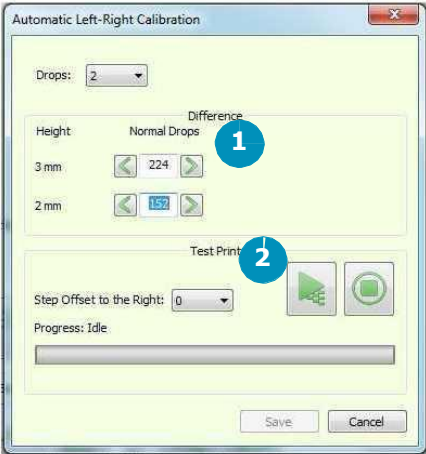 Automatic Left-Right Calibration
Drops: 2
Difference
Height Normal Drops
1
3 mm 224
2 mm 152
Test Print
2
Step Offset to the Right: 0
Progress: Idle
Save Cancel